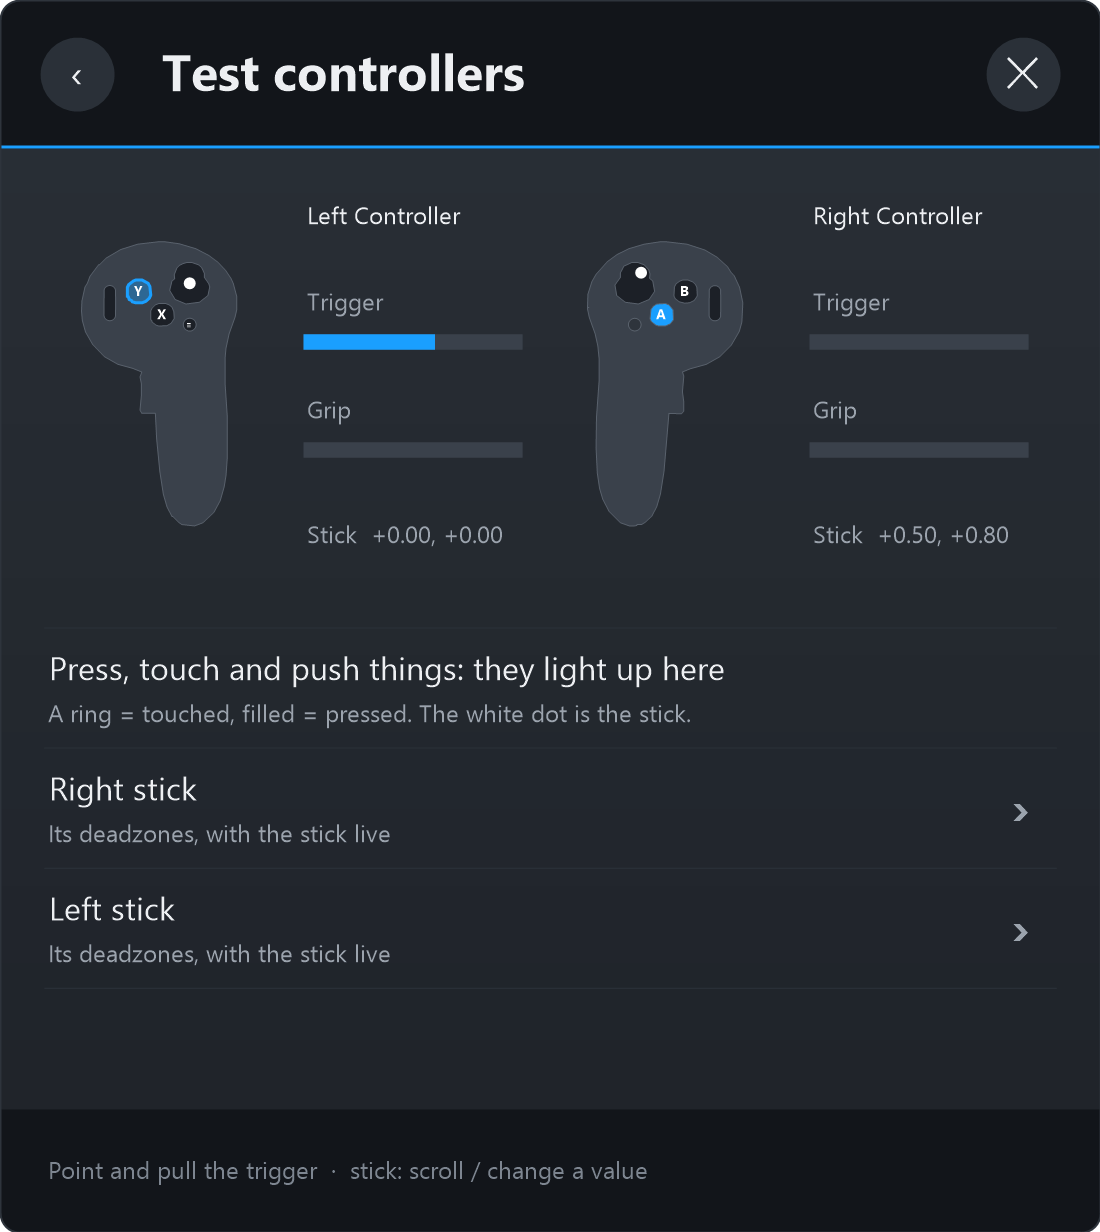 Test controllers
Left Controller
Right Controller
Y
X
B
A
Trigger
Trigger
Grip
Grip
Stick +0.00, +0.00
Stick +0.50, +0.80
Press, touch and push things: they light up here
A ring = touched, filled = pressed. The white dot is the stick.
Right stick
Its deadzones, with the stick live
Left stick
Its deadzones, with the stick live
Point and pull the trigger · stick: scroll / change a value